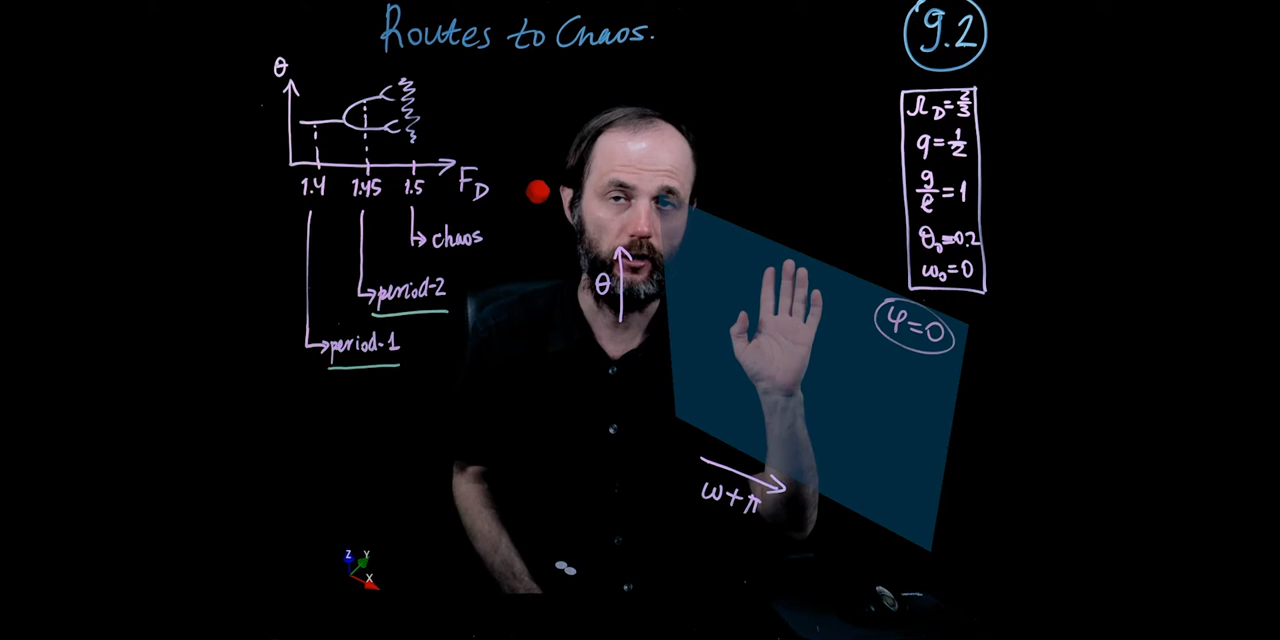 Routes to Chaos.
9.2
θ
1.4 1.45 1.5 F_D
chaos
period-2
period-1
Ω_D=2/3
q=1/2
g/ℓ=1
θ₀=0.2
ω₀=0
φ=0
θ
ω+π
Z Y
X